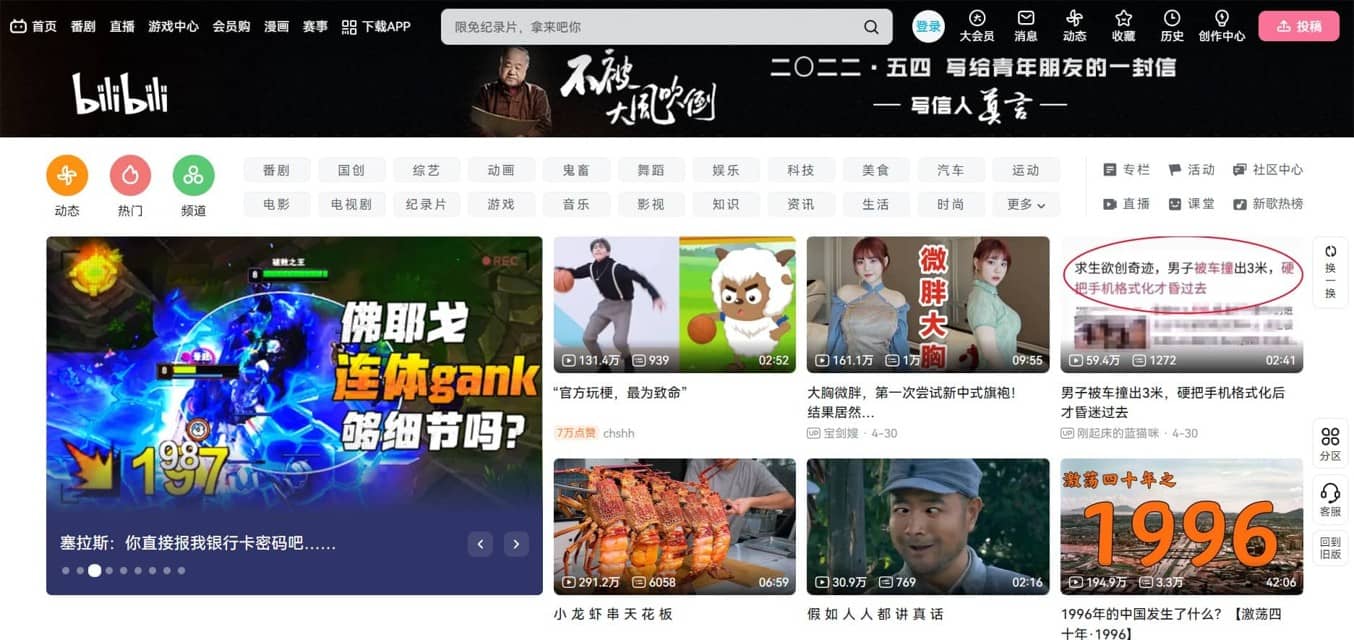 首页 番剧 直播 游戏中心 会员购 漫画 赛事 下载APP
限免纪录片，拿来吧你
登录 大会员 消息 动态 收藏 历史 创作中心 投稿
bilibili
不被大风吹倒
二〇二二·五四 写给青年朋友的一封信
— 写信人 莫言 —
动态 热门 频道
番剧 国创 综艺 动画 鬼畜 舞蹈 娱乐 科技 美食 汽车 运动
电影 电视剧 纪录片 游戏 音乐 影视 知识 资讯 生活 时尚 更多
专栏 活动 社区中心
直播 课堂 新歌热榜
破败之王
REC
佛耶戈
连体gank
够细节吗?
塞拉斯：你直接报我银行卡密码吧……
131.4万 939 02:52
“官方玩梗，最为致命”
7万点赞 chshh
微胖大胸
161.1万 1万 09:55
大胸微胖，第一次尝试新中式旗袍！
结果居然…
UP 宝剑嫂 · 4-30
求生欲创奇迹，男子被车撞出3米，硬
把手机格式化才昏过去
59.4万 1272 02:41
男子被车撞出3米，硬把手机格式化后
才昏迷过去
UP 刚起床的蓝猫咪 · 4-30
换一换
291.2万 6058 06:59
小龙虾串天花板
30.9万 769 02:16
假如人人都讲真话
激荡四十年之
1996
194.9万 3.3万 42:06
1996年的中国发生了什么？【激荡四
十年·1996】
分区
客服
回到
旧版